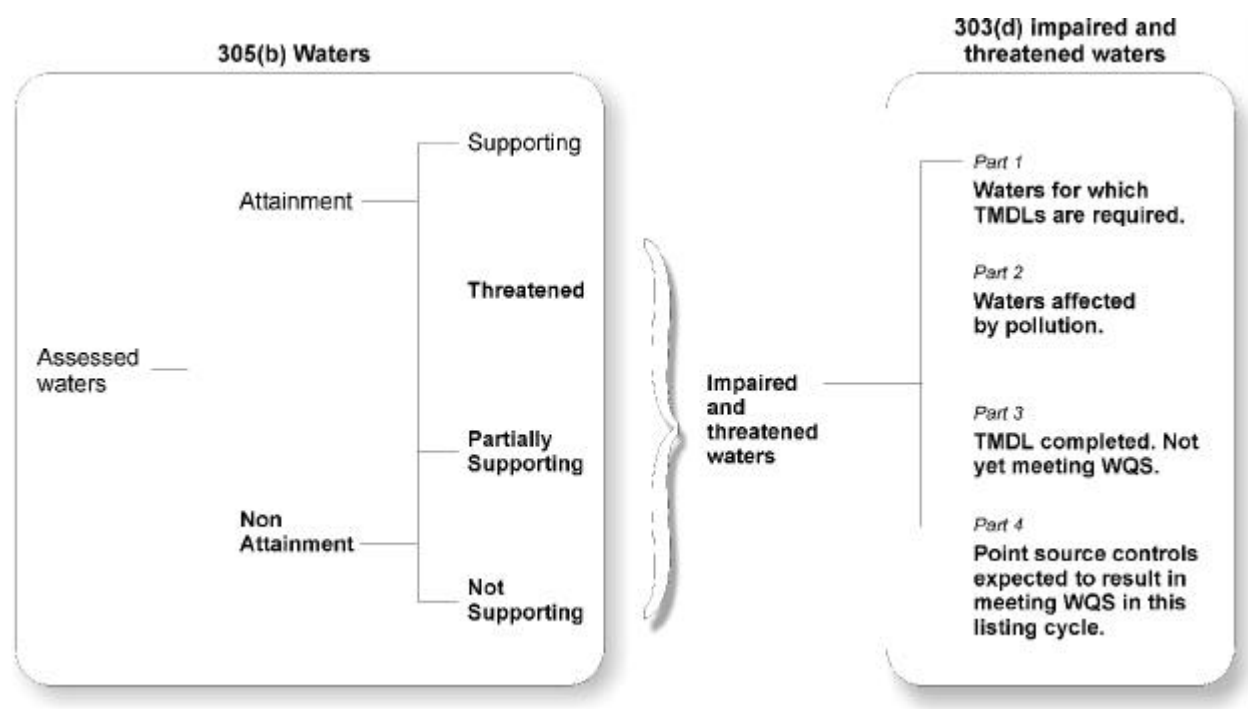 305(b) Waters
Assessed
waters
Attainment
Non
Attainment
Supporting
Threatened
Partially
Supporting
Not
Supporting
Impaired
and
threatened
waters
303(d) impaired and
threatened waters
Part 1
Waters for which
TMDLs are required.
Part 2
Waters affected
by pollution.
Part 3
TMDL completed. Not
yet meeting WQS.
Part 4
Point source controls
expected to result in
meeting WQS in this
listing cycle.